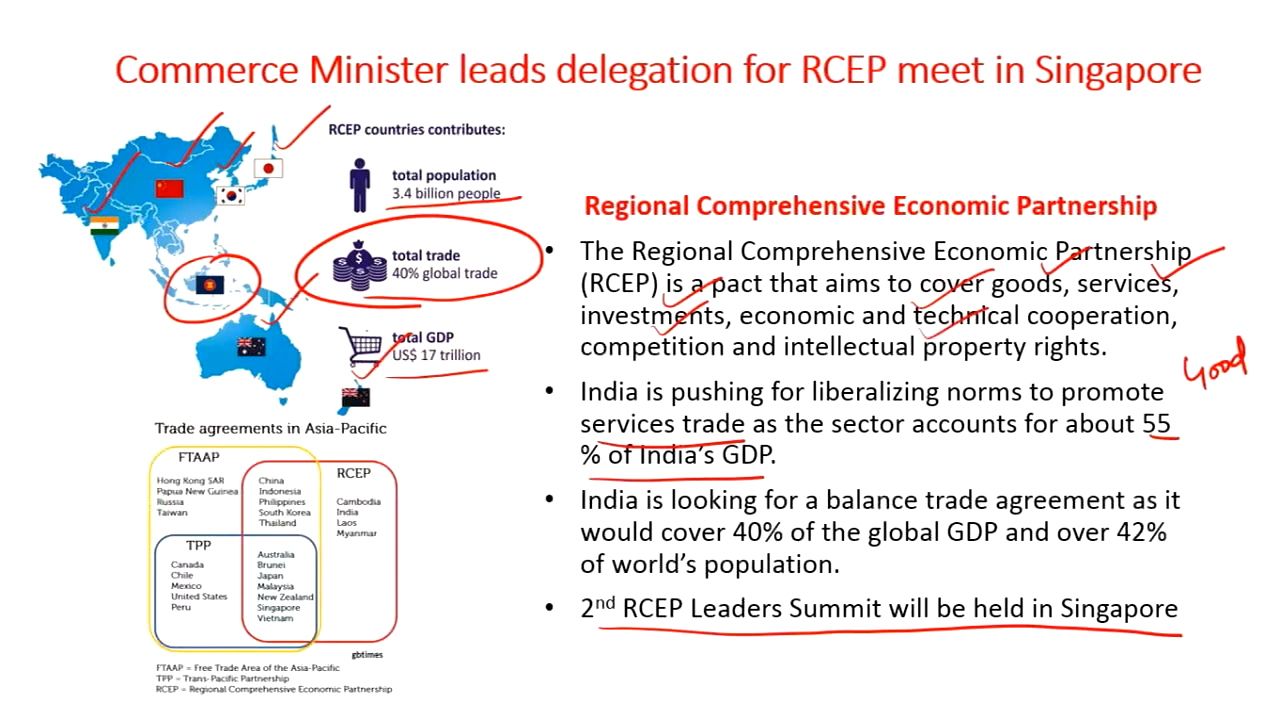 Commerce Minister leads delegation for RCEP meet in Singapore
RCEP countries contributes:
total population
3.4 billion people
total trade
40% global trade
total GDP
US$ 17 trillion
Trade agreements in Asia-Pacific
FTAAP
Hong Kong SAR
Papua New Guinea
Russia
Taiwan
China
Indonesia
Philippines
South Korea
Thailand
RCEP
Cambodia
India
Laos
Myanmar
TPP
Canada
Chile
Mexico
United States
Peru
Australia
Brunei
Japan
Malaysia
New Zealand
Singapore
Vietnam
gbtimes
FTAAP = Free Trade Area of the Asia-Pacific
TPP = Trans-Pacific Partnership
RCEP = Regional Comprehensive Economic Partnership
Regional Comprehensive Economic Partnership
• The Regional Comprehensive Economic Partnership
(RCEP) is a pact that aims to cover goods, services,
investments, economic and technical cooperation,
competition and intellectual property rights.
Good
• India is pushing for liberalizing norms to promote
services trade as the sector accounts for about 55
% of India's GDP.
• India is looking for a balance trade agreement as it
would cover 40% of the global GDP and over 42%
of world's population.
• 2nd RCEP Leaders Summit will be held in Singapore